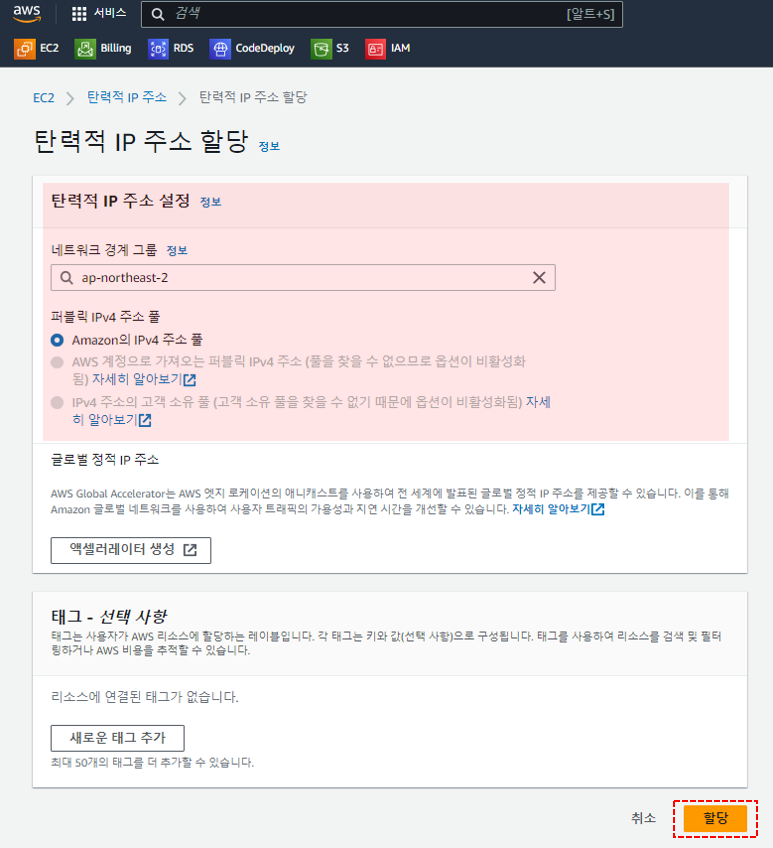 aws
서비스
검색
[알트+S]
EC2
Billing
RDS
CodeDeploy
S3
IAM
EC2
탄력적 IP 주소
탄력적 IP 주소 할당
탄력적 IP 주소 할당 정보
탄력적 IP 주소 설정 정보
네트워크 경계 그룹 정보
ap-northeast-2
퍼블릭 IPv4 주소 풀
Amazon의 IPv4 주소 풀
AWS 계정으로 가져오는 퍼블릭 IPv4 주소 (풀을 찾을 수 없으므로 옵션이 비활성화
됨) 자세히 알아보기
IPv4 주소의 고객 소유 풀 (고객 소유 풀을 찾을 수 없기 때문에 옵션이 비활성화됨) 자세
히 알아보기
글로벌 정적 IP 주소
AWS Global Accelerator는 AWS 엣지 로케이션의 애니캐스트를 사용하여 전 세계에 발표된 글로벌 정적 IP 주소를 제공할 수 있습니다. 이를 통해
Amazon 글로벌 네트워크를 사용하여 사용자 트래픽의 가용성과 지연 시간을 개선할 수 있습니다. 자세히 알아보기
액셀러레이터 생성
태그 - 선택 사항
태그는 사용자가 AWS 리소스에 할당하는 레이블입니다. 각 태그는 키와 값(선택 사항)으로 구성됩니다. 태그를 사용하여 리소스를 검색 및 필터
링하거나 AWS 비용을 추적할 수 있습니다.
리소스에 연결된 태그가 없습니다.
새로운 태그 추가
최대 50개의 태그를 더 추가할 수 있습니다.
취소
할당